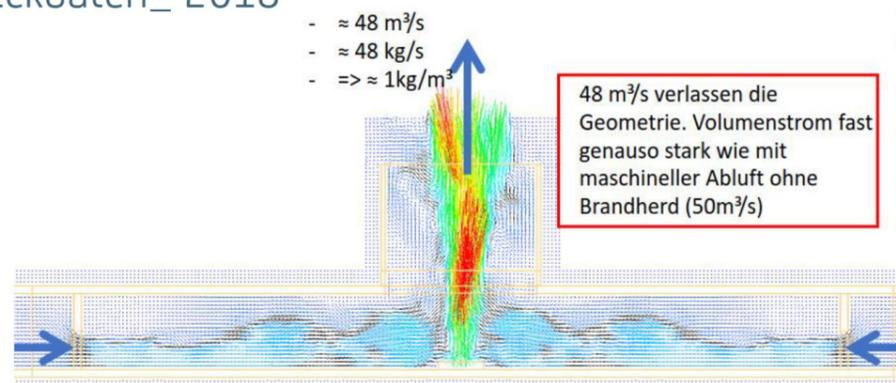 2018
- ≈ 48 m³/s
- ≈ 48 kg/s
- => ≈ 1kg/m³
48 m³/s verlassen die
Geometrie. Volumenstrom fast
genauso stark wie mit
maschineller Abluft ohne
Brandherd (50m³/s)